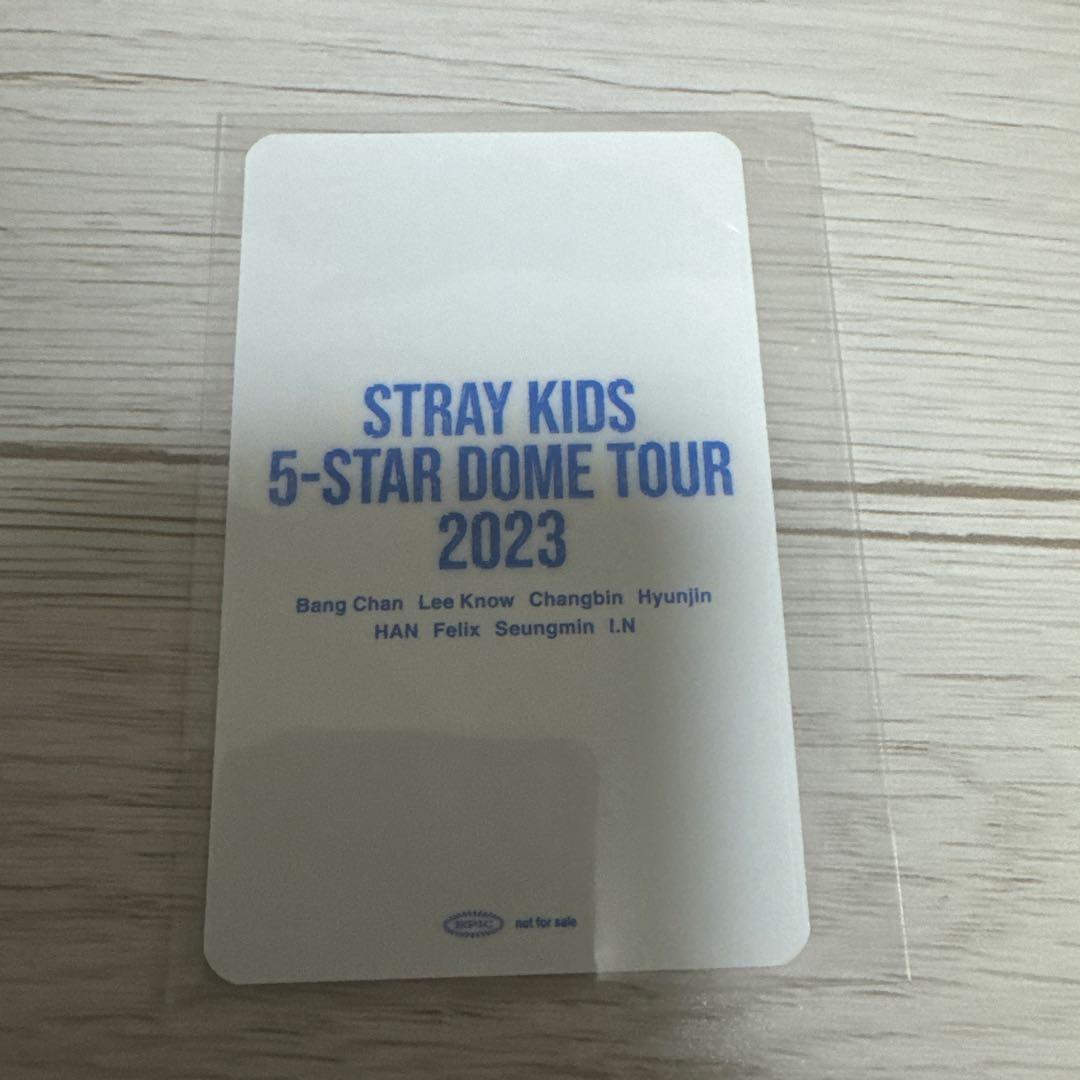 STRAY KIDS
5-STAR DOME TOUR
2023
Bang Chan Lee Know Changbin Hyunjin
HAN Felix Seungmin I.N
EPIC not for sale